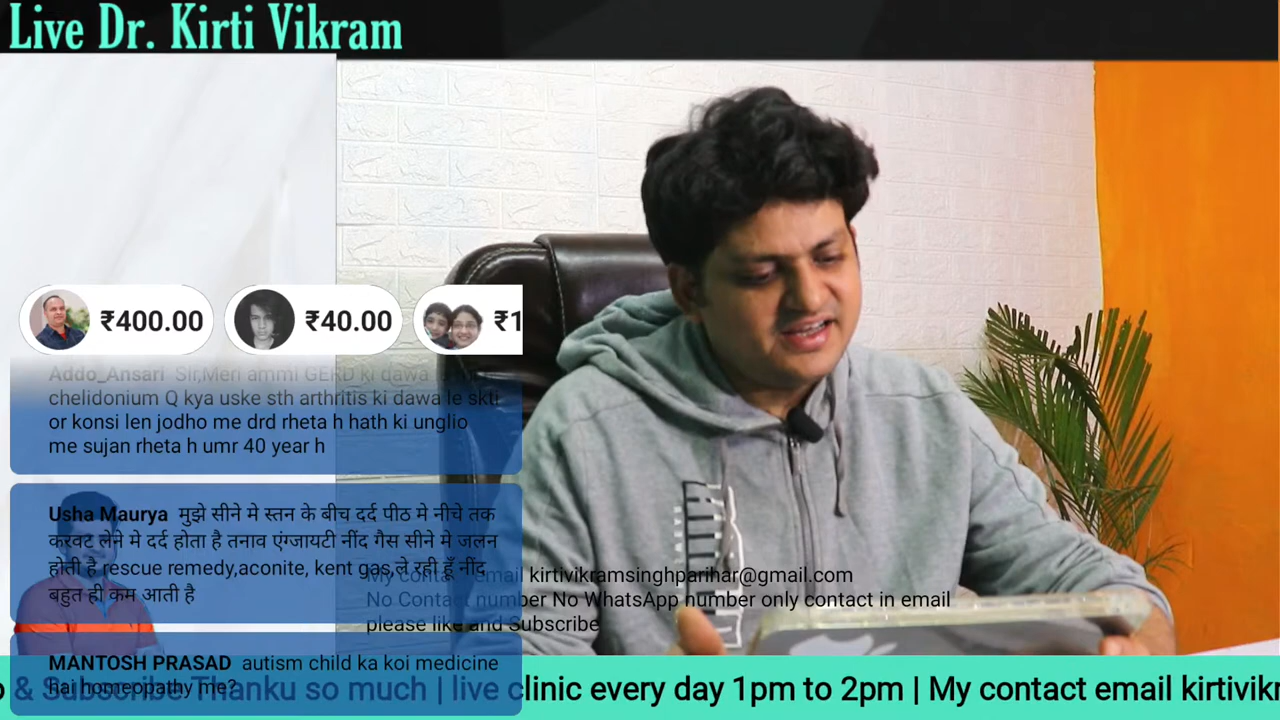 Live Dr. Kirti Vikram
₹400.00
₹40.00
₹1
Addo_Ansari Sir,Meri ammi GERD ki dawa
chelidonium Q kya uske sth arthritis ki dawa le skti
or konsi len jodho me drd rheta h hath ki unglio
me sujan rheta h umr 40 year h
Usha Maurya मुझे सीने मे स्तन के बीच दर्द पीठ मे नीचे तक
करवट लेने मे दर्द होता है तनाव एंग्जायटी नींद गैस सीने मे जलन
होती है rescue remedy,aconite, kent gas,ले रही हूँ नींद
बहुत ही कम आती है
My contact email kirtivikramsinghparihar@gmail.com
No Contact number No WhatsApp number only contact in email
please like and Subscribe
MANTOSH PRASAD autism child ka koi medicine
hai homeopathy me?
& Subscribe Thanku so much | live clinic every day 1pm to 2pm | My contact email kirtivikr